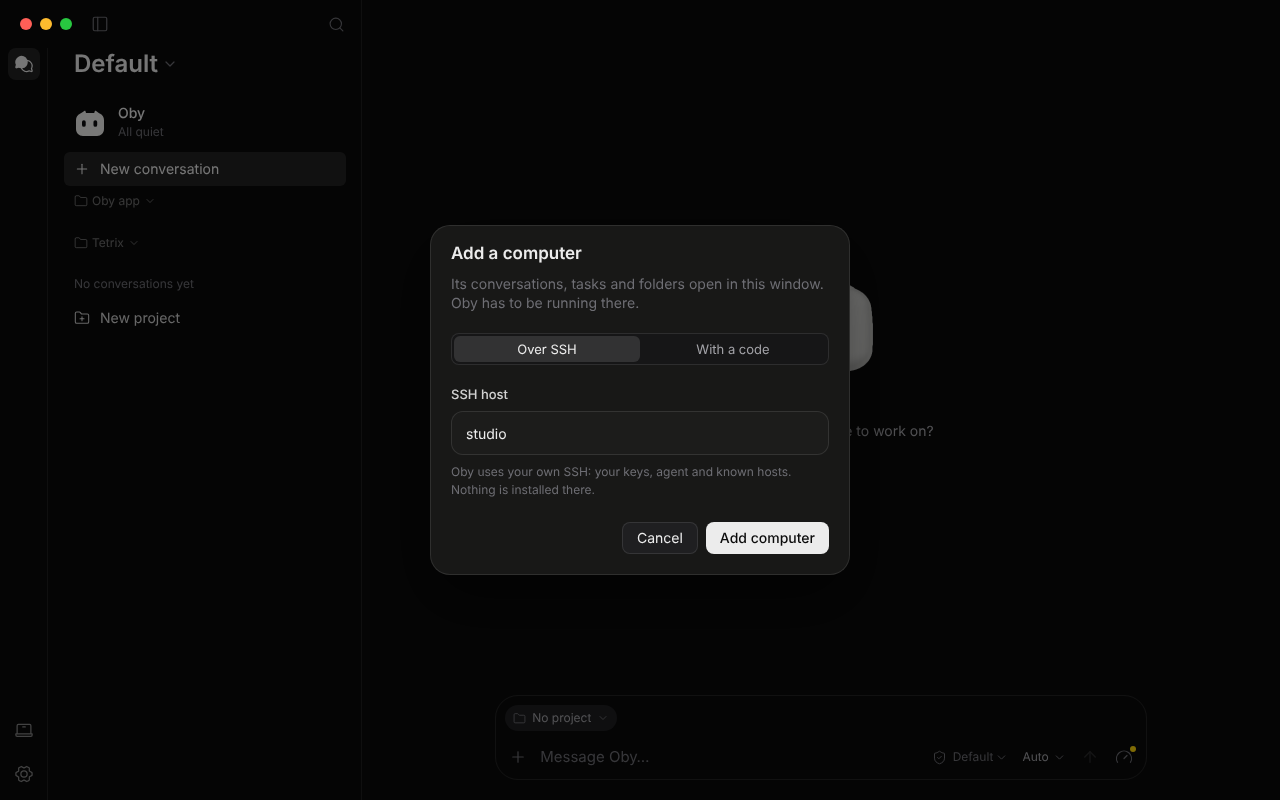 Default
Oby
All quiet
New conversation
Oby app
Tetrix
No conversations yet
New project
Add a computer
Its conversations, tasks and folders open in this window.
Oby has to be running there.
Over SSH
With a code
SSH host
studio
Oby uses your own SSH: your keys, agent and known hosts.
Nothing is installed there.
Cancel
Add computer
to work on?
No project
Message Oby...
Default
Auto